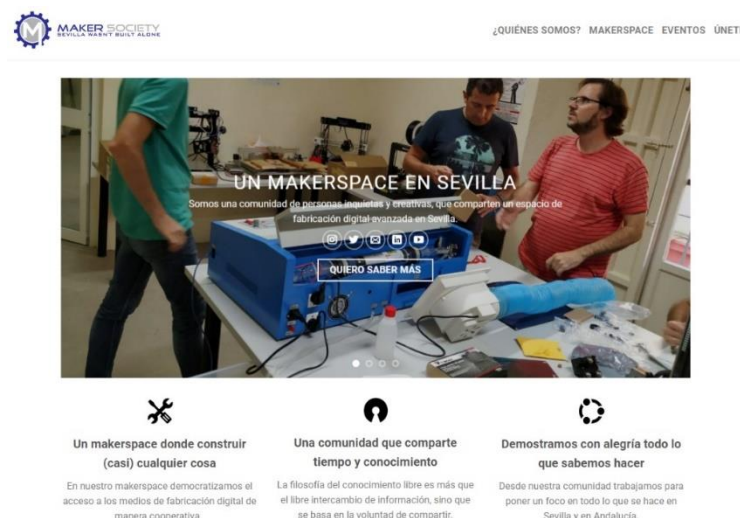 MAKER SOCIETY
SEVILLA WASN'T BUILT ALONE
¿QUIÉNES SOMOS? MAKERSPACE EVENTOS ÚNET
UN MAKERSPACE EN SEVILLA
Somos una comunidad de personas inquietas y creativas, que comparten un espacio de
fabricación digital avanzada en Sevilla.
QUIERO SABER MÁS
Un makerspace donde construir
(casi) cualquier cosa
En nuestro makerspace democratizamos el
acceso a los medios de fabricación digital de
manera cooperativa.
Una comunidad que comparte
tiempo y conocimiento
La filosofía del conocimiento libre es más que
el libre intercambio de información, sino que
se basa en la voluntad de compartir.
Demostramos con alegría todo lo
que sabemos hacer
Desde nuestra comunidad trabajamos para
poner un foco en todo lo que se hace en
Sevilla y en Andalucía.